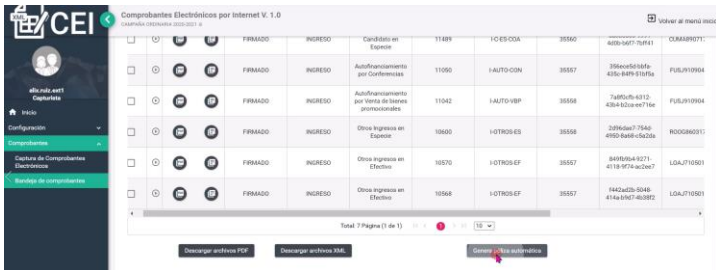 XML
CEI
Comprobantes Electrónicos por Internet V. 1.0
CAMPAÑA ORDINARIA 2020-2021
Volver al menú inicio
Capturista
Inicio
Configuración
Comprobantes
Captura de Comprobantes
Electrónicos
Bandeja de comprobantes
FIRMADO INGRESO Candidato en
Especie 11489 35560
FIRMADO INGRESO Autofinanciamiento
por Conferencias 11050 I-AUTO-CON 35557
FIRMADO INGRESO Autofinanciamiento
por Venta de bienes
promocionales 11042 I-AUTO-VBP 35558
FIRMADO INGRESO Otros Ingresos en
Especie 10600 I-OTROS-ES 35558
FIRMADO INGRESO Otros Ingresos en
Efectivo 10570 I-OTROS-EF 35557
FIRMADO INGRESO Otros Ingresos en
Efectivo 10568 I-OTROS-EF 35557
Total: 7 Página (1 de 1) 1 10
Descargar archivos PDF Descargar archivos XML Generar póliza automática